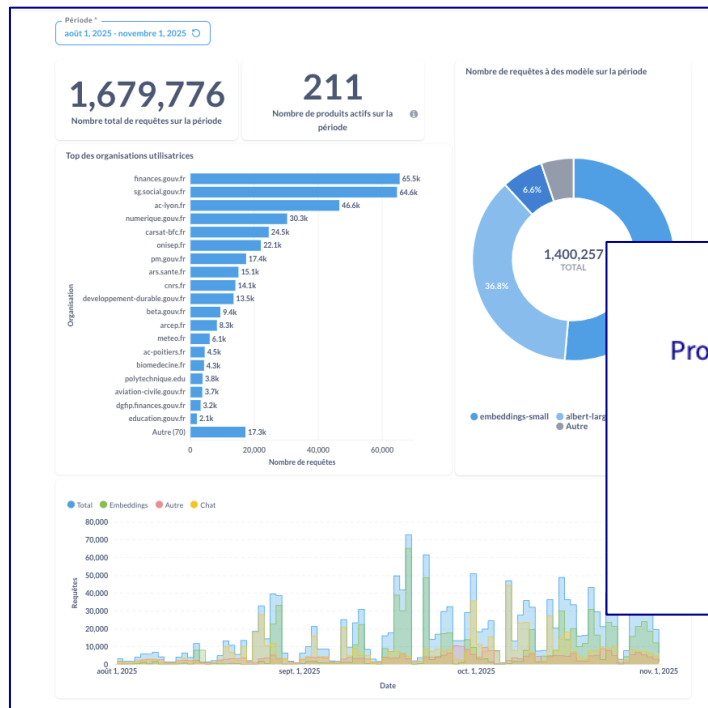 Période *
août 1, 2025 - novembre 1, 2025
1,679,776
Nombre total de requêtes sur la période
211
Nombre de produits actifs sur la
période
Nombre de requêtes à des modèle sur la période
Top des organisations utilisatrices
Organisation
finances.gouv.fr 65.5k
sg.social.gouv.fr 64.6k
ac-lyon.fr 46.6k
numerique.gouv.fr 30.3k
carsat-bfc.fr 24.5k
onisep.fr 22.1k
pm.gouv.fr 17.4k
ars.sante.fr 15.1k
cnrs.fr 14.1k
developpement-durable.gouv.fr 13.5k
beta.gouv.fr 9.4k
arcep.fr 8.3k
meteo.fr 6.1k
ac-poitiers.fr 4.5k
biomedecine.fr 4.3k
polytechnique.edu 3.8k
aviation-civile.gouv.fr 3.7k
dgfip.finances.gouv.fr 3.2k
education.gouv.fr 2.1k
Autre (70) 17.3k
0 20,000 40,000 60,000
Nombre de requêtes
6.6%
36.8%
1,400,257
TOTAL
embeddings-small albert-larg
Autre
Pro
Total Embeddings Autre Chat
Requêtes
80,000
70,000
60,000
50,000
40,000
30,000
20,000
10,000
0
août 1, 2025 sept. 1, 2025 oct. 1, 2025 nov. 1, 2025
Date